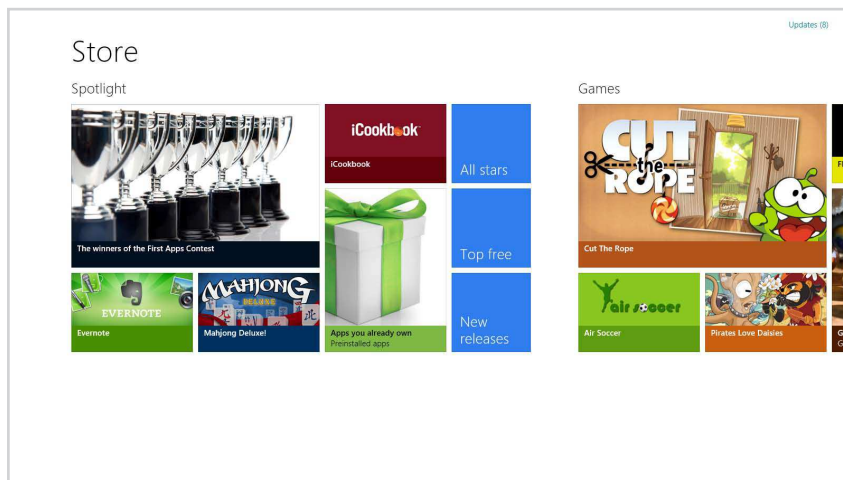 Updates (8)
Store
Spotlight
The winners of the First Apps Contest
iCookbook
iCookbook
All stars
Top free
New
releases
EVERNOTE
Evernote
MAHJONG
DELUXE
Mahjong Deluxe!
Apps you already own
Preinstalled apps
Games
CUT
the
ROPE
Cut The Rope
air soccer
Air Soccer
Pirates Love Daisies